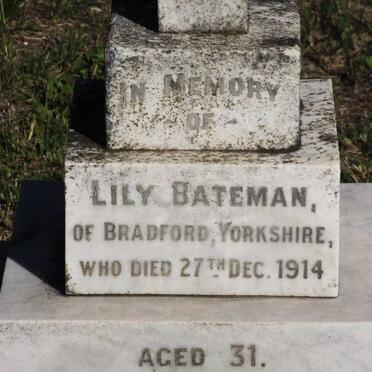 IN MEMORY
- OF -
LILY BATEMAN,
OF BRADFORD, YORKSHIRE,
WHO DIED 27TH DEC. 1914
AGED 31.